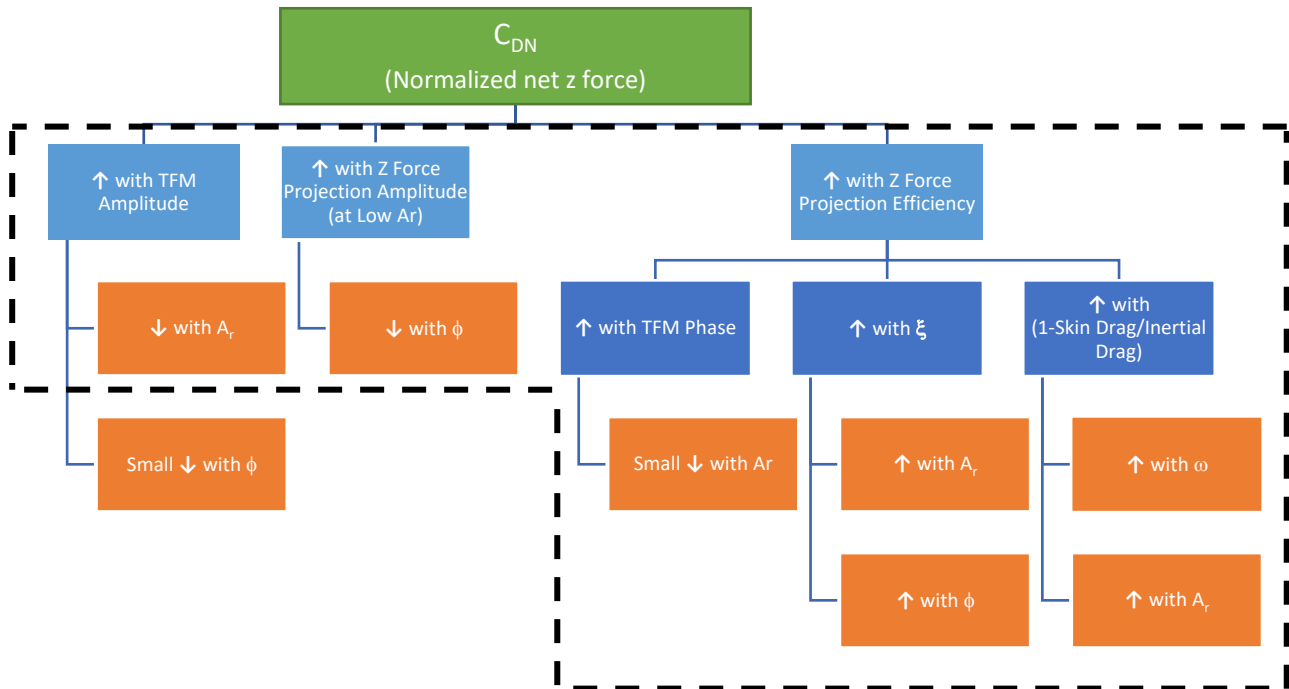 C_DN
(Normalized net z force)
↑ with TFM
Amplitude
↑ with Z Force
Projection Amplitude
(at Low Ar)
↑ with Z Force
Projection Efficiency
↓ with A_r
↓ with ϕ
↑ with TFM Phase
↑ with ξ
↑ with
(1-Skin Drag/Inertial
Drag)
Small ↓ with ϕ
Small ↓ with Ar
↑ with A_r
↑ with ω
↑ with ϕ
↑ with A_r